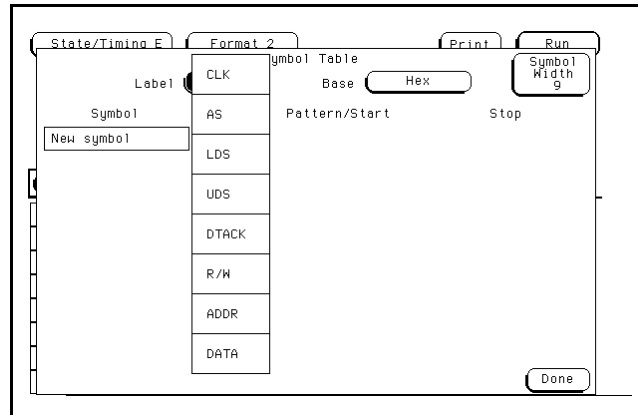 State/Timing E Format 2 Print Run
ymbol Table
Label Base Hex
Symbol Width 9
Symbol Pattern/Start Stop
New symbol
CLK
AS
LDS
UDS
DTACK
R/W
ADDR
DATA
Done